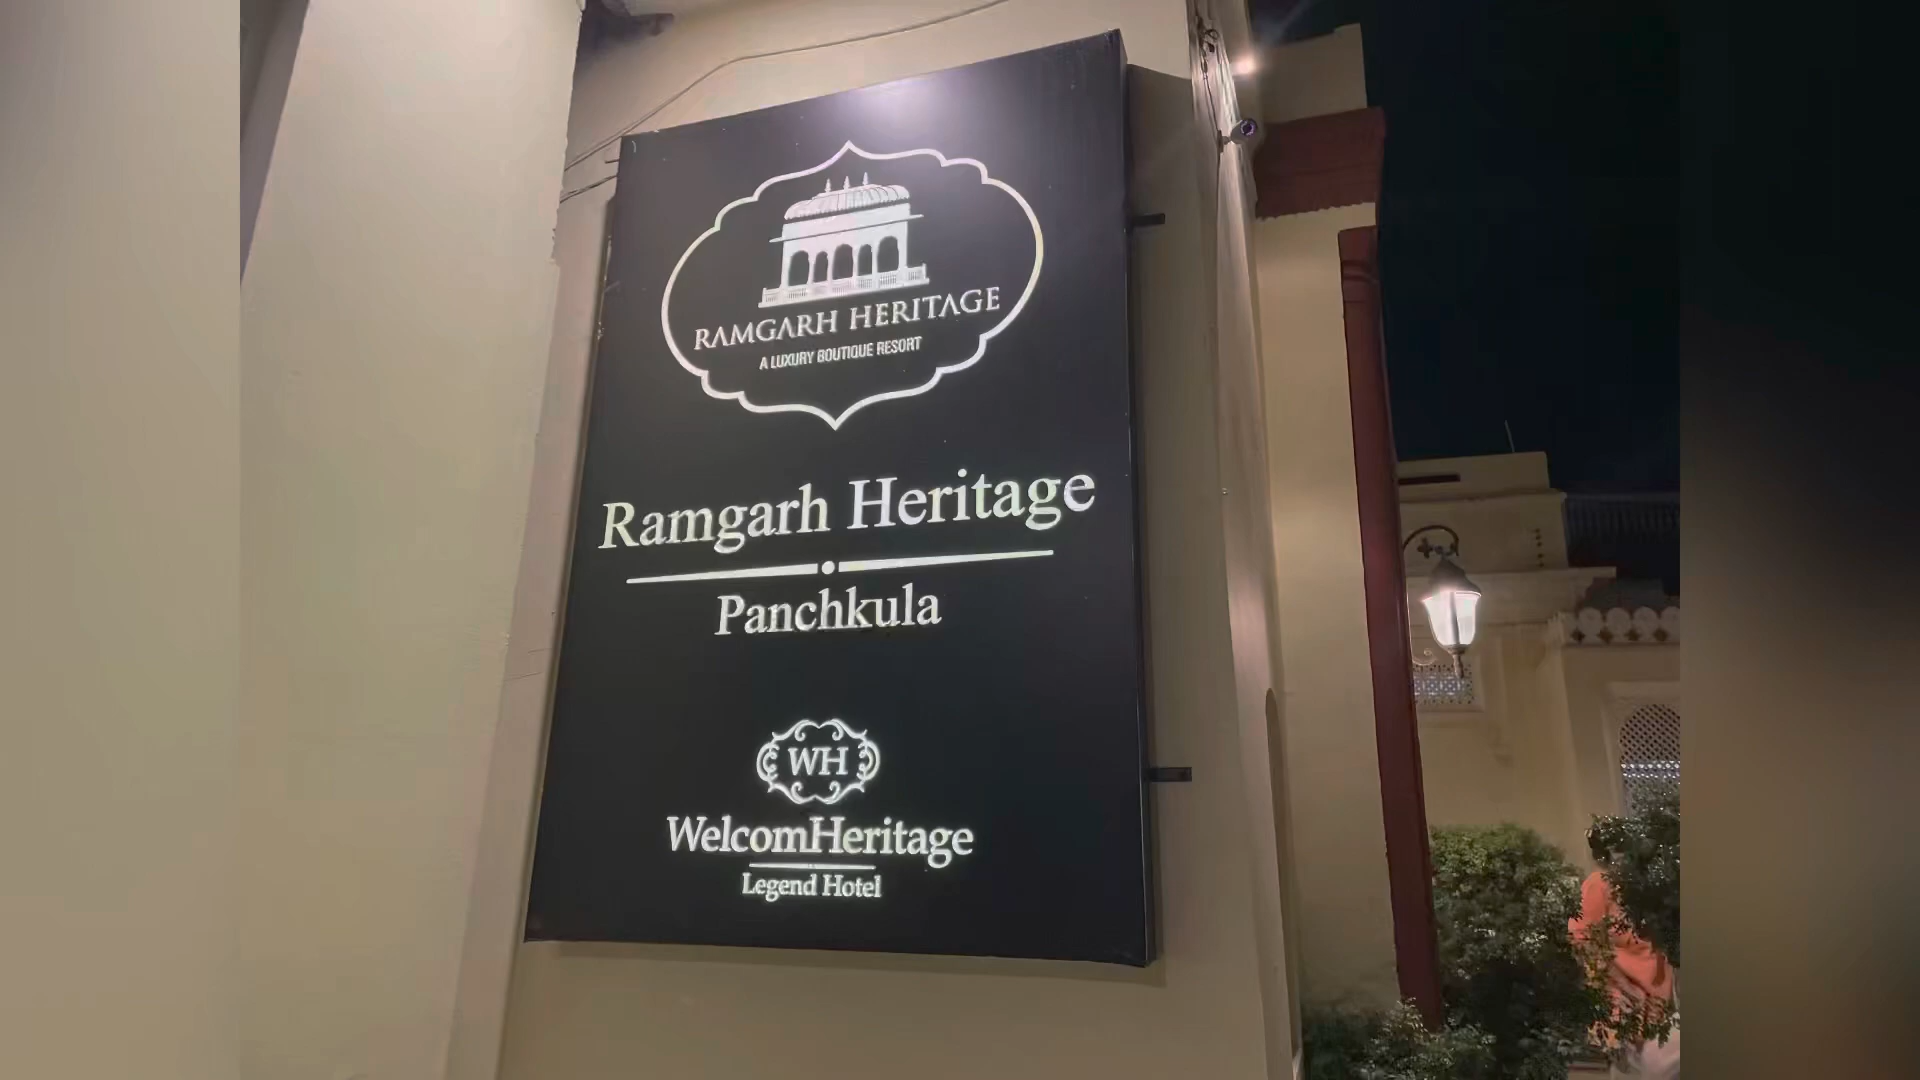 RAMGARH HERITAGE
A LUXURY BOUTIQUE RESORT
Ramgarh Heritage
Panchkula
WH
WelcomHeritage
Legend Hotel